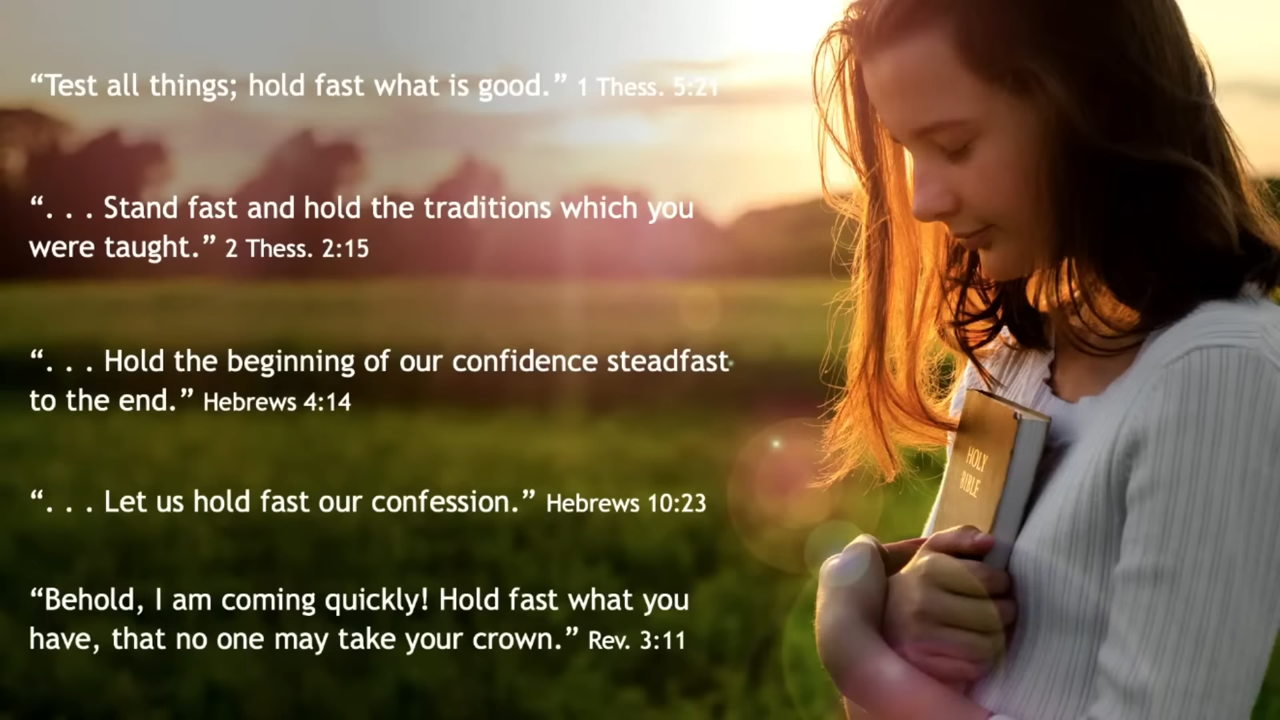 “Test all things; hold fast what is good.” 1 Thess. 5:21
“. . . Stand fast and hold the traditions which you
were taught.” 2 Thess. 2:15
“. . . Hold the beginning of our confidence steadfast
to the end.” Hebrews 4:14
“. . . Let us hold fast our confession.” Hebrews 10:23
“Behold, I am coming quickly! Hold fast what you
have, that no one may take your crown.” Rev. 3:11
HOLY
BIBLE